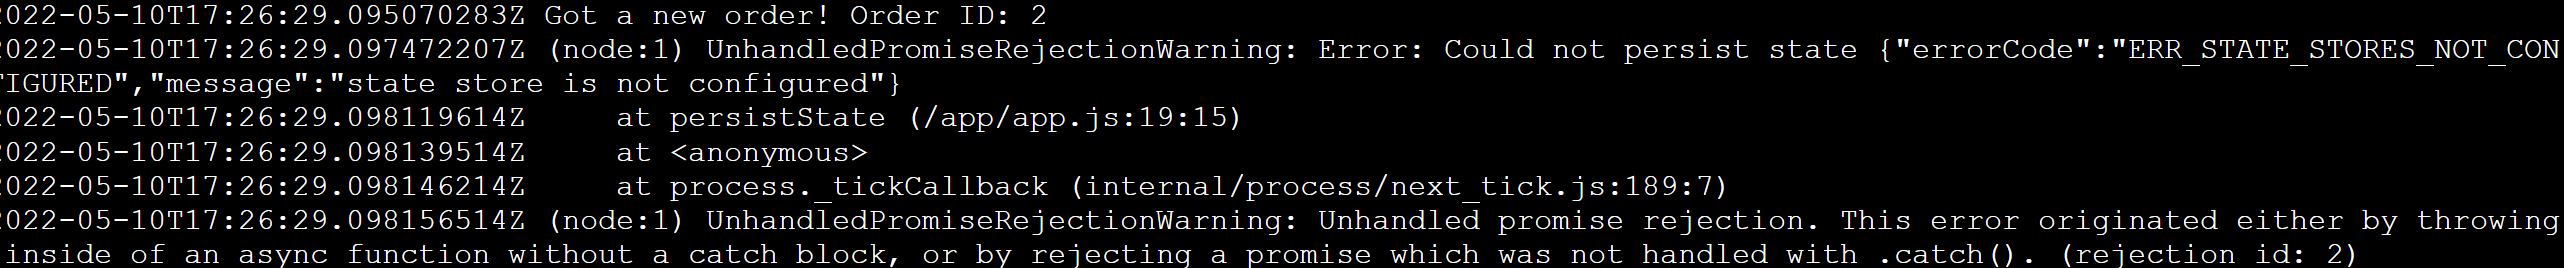 2022-05-10T17:26:29.095070283Z Got a new order! Order ID: 2
2022-05-10T17:26:29.097472207Z (node:1) UnhandledPromiseRejectionWarning: Error: Could not persist state {"errorCode":"ERR_STATE_STORES_NOT_CON
FIGURED","message":"state store is not configured"}
2022-05-10T17:26:29.098119614Z     at persistState (/app/app.js:19:15)
2022-05-10T17:26:29.098139514Z     at <anonymous>
2022-05-10T17:26:29.098146214Z     at process._tickCallback (internal/process/next_tick.js:189:7)
2022-05-10T17:26:29.098156514Z (node:1) UnhandledPromiseRejectionWarning: Unhandled promise rejection. This error originated either by throwing
inside of an async function without a catch block, or by rejecting a promise which was not handled with .catch(). (rejection id: 2)